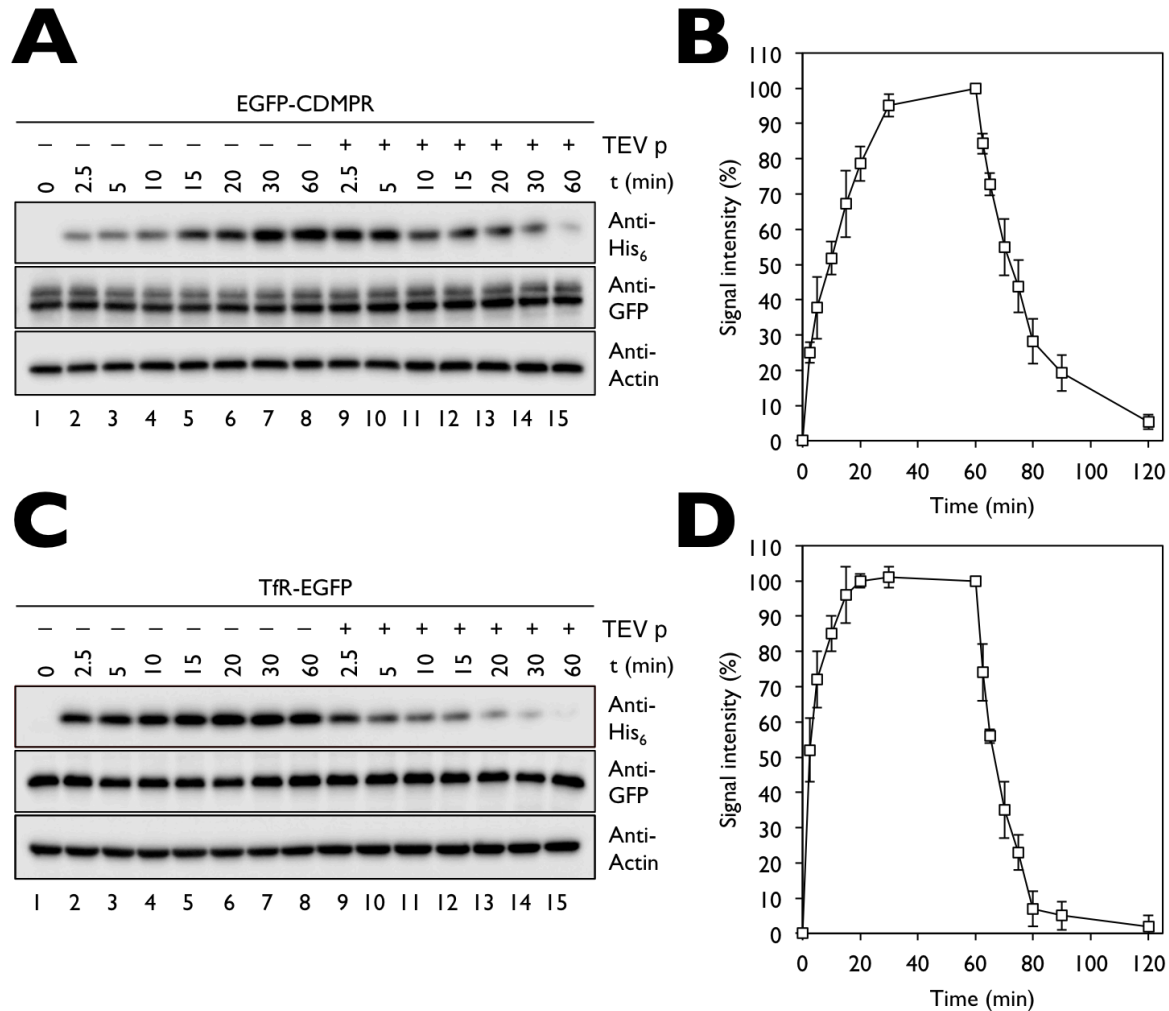 A
EGFP-CDMPR
– – – – – – – – + + + + + + + TEV p
0 2.5 5 10 15 20 30 60 2.5 5 10 15 20 30 60 t (min)
Anti-
His6
Anti-
GFP
Anti-
Actin
1 2 3 4 5 6 7 8 9 10 11 12 13 14 15
B
Signal intensity (%)
110
100
90
80
70
60
50
40
30
20
10
0
0 20 40 60 80 100 120
Time (min)
C
TfR-EGFP
– – – – – – – – + + + + + + + TEV p
0 2.5 5 10 15 20 30 60 2.5 5 10 15 20 30 60 t (min)
Anti-
His6
Anti-
GFP
Anti-
Actin
1 2 3 4 5 6 7 8 9 10 11 12 13 14 15
D
Signal intensity (%)
110
100
90
80
70
60
50
40
30
20
10
0
0 20 40 60 80 100 120
Time (min)